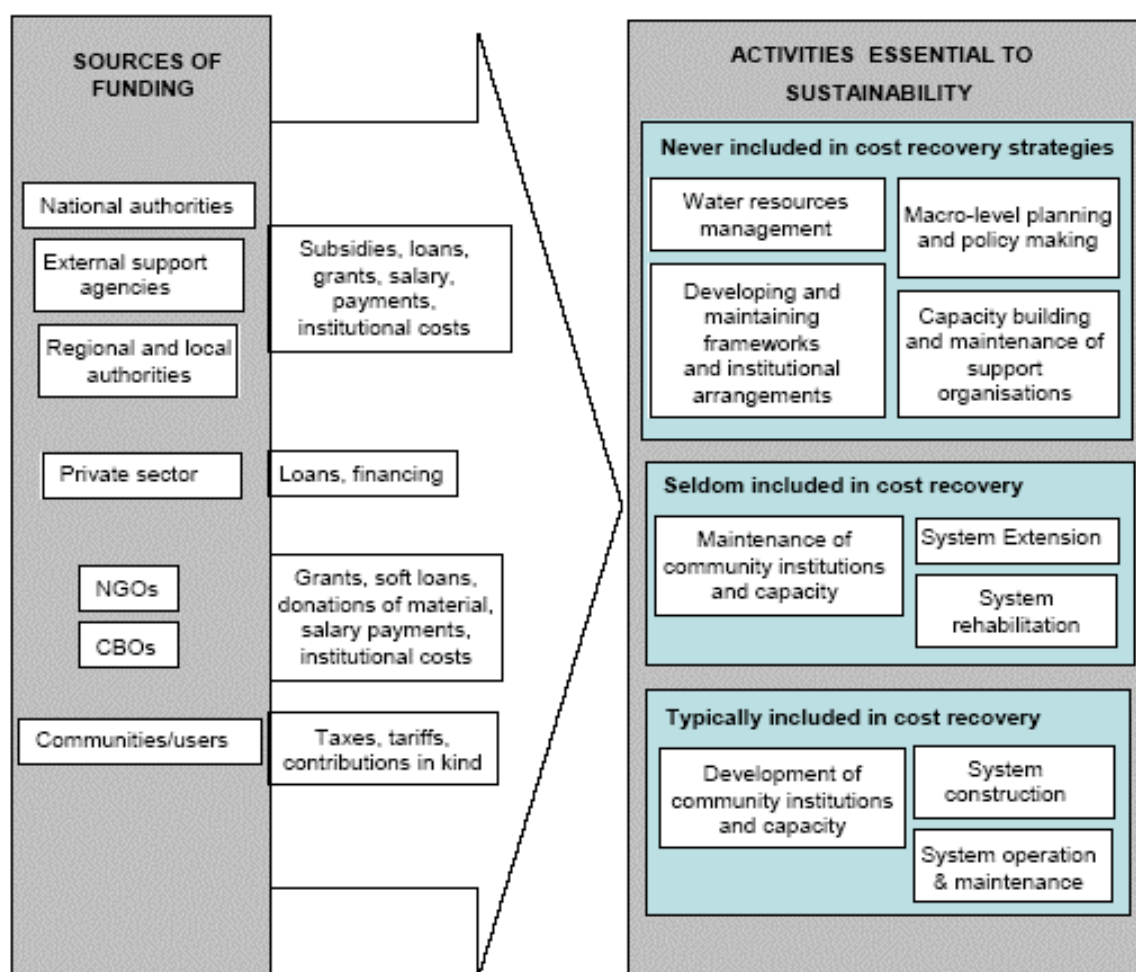 SOURCES OF
FUNDING
National authorities
External support
agencies
Regional and local
authorities
Private sector
NGOs
CBOs
Communities/users
Subsidies, loans,
grants, salary,
payments,
institutional costs
Loans, financing
Grants, soft loans,
donations of material,
salary payments,
institutional costs
Taxes, tariffs,
contributions in kind
ACTIVITIES ESSENTIAL TO
SUSTAINABILITY
Never included in cost recovery strategies
Water resources
management
Macro-level planning
and policy making
Developing and
maintaining
frameworks
and institutional
arrangements
Capacity building
and maintenance of
support
organisations
Seldom included in cost recovery
Maintenance of
community institutions
and capacity
System Extension
System
rehabilitation
Typically included in cost recovery
Development of
community institutions
and capacity
System
construction
System operation
& maintenance